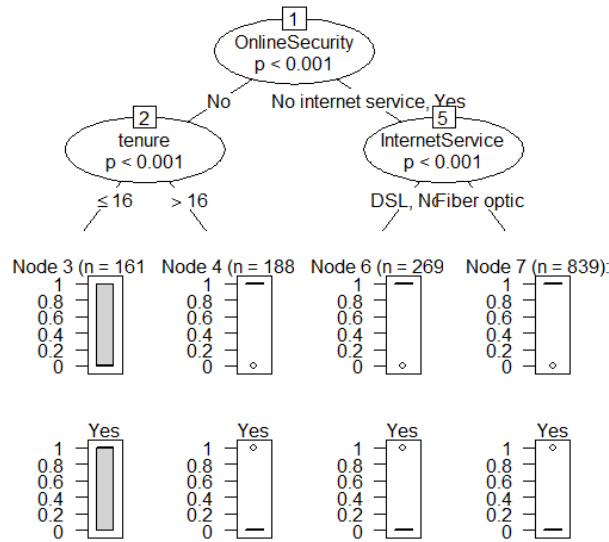 1
OnlineSecurity
p < 0.001
No
No internet service, Yes
2
tenure
p < 0.001
5
InternetService
p < 0.001
≤ 16
> 16
DSL, No
Fiber optic
Node 3 (n = 161
Node 4 (n = 188
Node 6 (n = 269
Node 7 (n = 839):
1
0.8
0.6
0.4
0.2
0
1
0.8
0.6
0.4
0.2
0
1
0.8
0.6
0.4
0.2
0
1
0.8
0.6
0.4
0.2
0
Yes
Yes
Yes
Yes
1
0.8
0.6
0.4
0.2
0
1
0.8
0.6
0.4
0.2
0
1
0.8
0.6
0.4
0.2
0
1
0.8
0.6
0.4
0.2
0